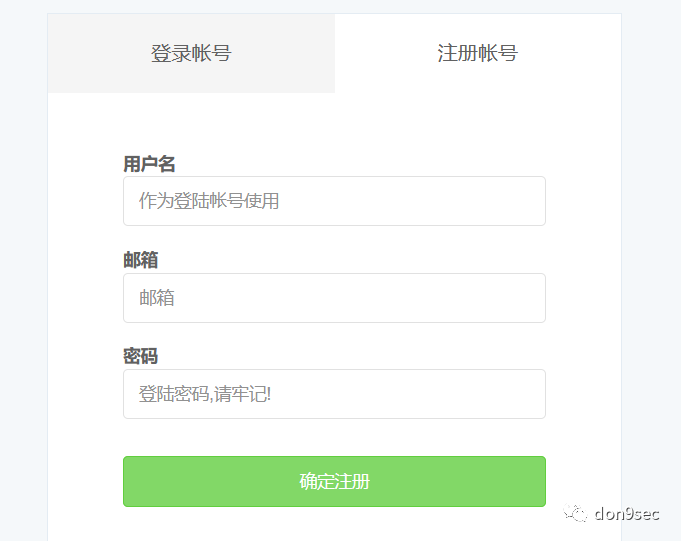 登录帐号
注册帐号
用户名
作为登陆帐号使用
邮箱
邮箱
密码
登陆密码,请牢记!
确定注册
don9sec